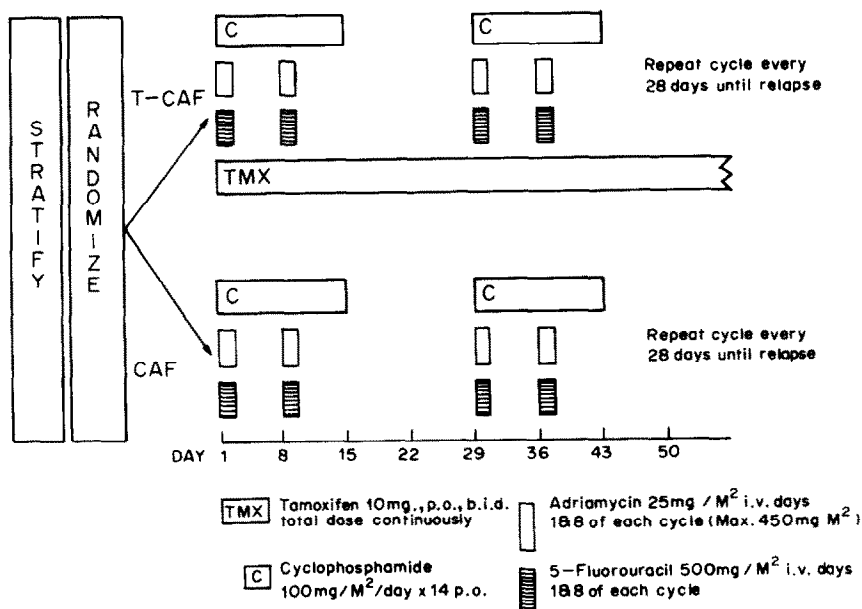 STRATIFY
RANDOMIZE
T-CAF
C
C
Repeat cycle every
28 days until relapse
TMX
CAF
C
C
Repeat cycle every
28 days until relapse
DAY 1 8 15 22 29 36 43 50
TMX Tamoxifen 10mg., p.o., b.i.d.
total dose continuously
Adriamycin 25mg / M² i.v. days
1&8 of each cycle (Max. 450mg M²)
C Cyclophosphamide
100mg/M²/day x 14 p.o.
5-Fluorouracil 500mg/M² i.v. days
1&8 of each cycle